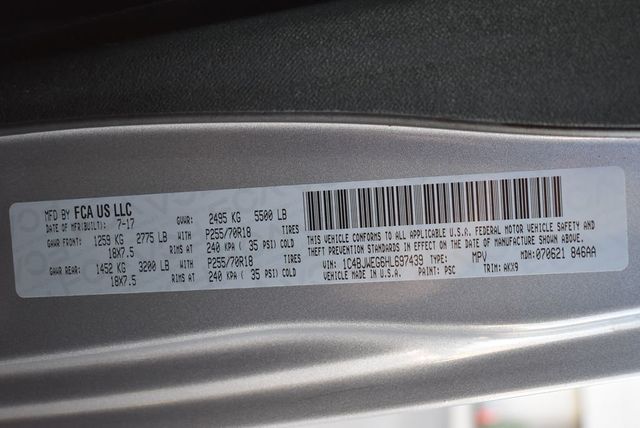 MFD BY FCA US LLC
DATE OF MFR(BUILT): 7-17 GVWR: 2495 KG 5500 LB
GAWR FRONT: 1259 KG 2775 LB WITH P255/70R18 TIRES
18X7.5 RIMS AT 240 KPA ( 35 PSI) COLD
GAWR REAR: 1452 KG 3200 LB WITH P255/70R18 TIRES
18X7.5 RIMS AT 240 KPA ( 35 PSI) COLD
THIS VEHICLE CONFORMS TO ALL APPLICABLE U.S.A. FEDERAL MOTOR VEHICLE SAFETY AND
THEFT PREVENTION STANDARDS IN EFFECT ON THE DATE OF MANUFACTURE SHOWN ABOVE.
VIN: 1C4BJWEG6HL697439 TYPE: MPV MDH: 070621 846AA
VEHICLE MADE IN U.S.A. PAINT: PSC TRIM: AKX9